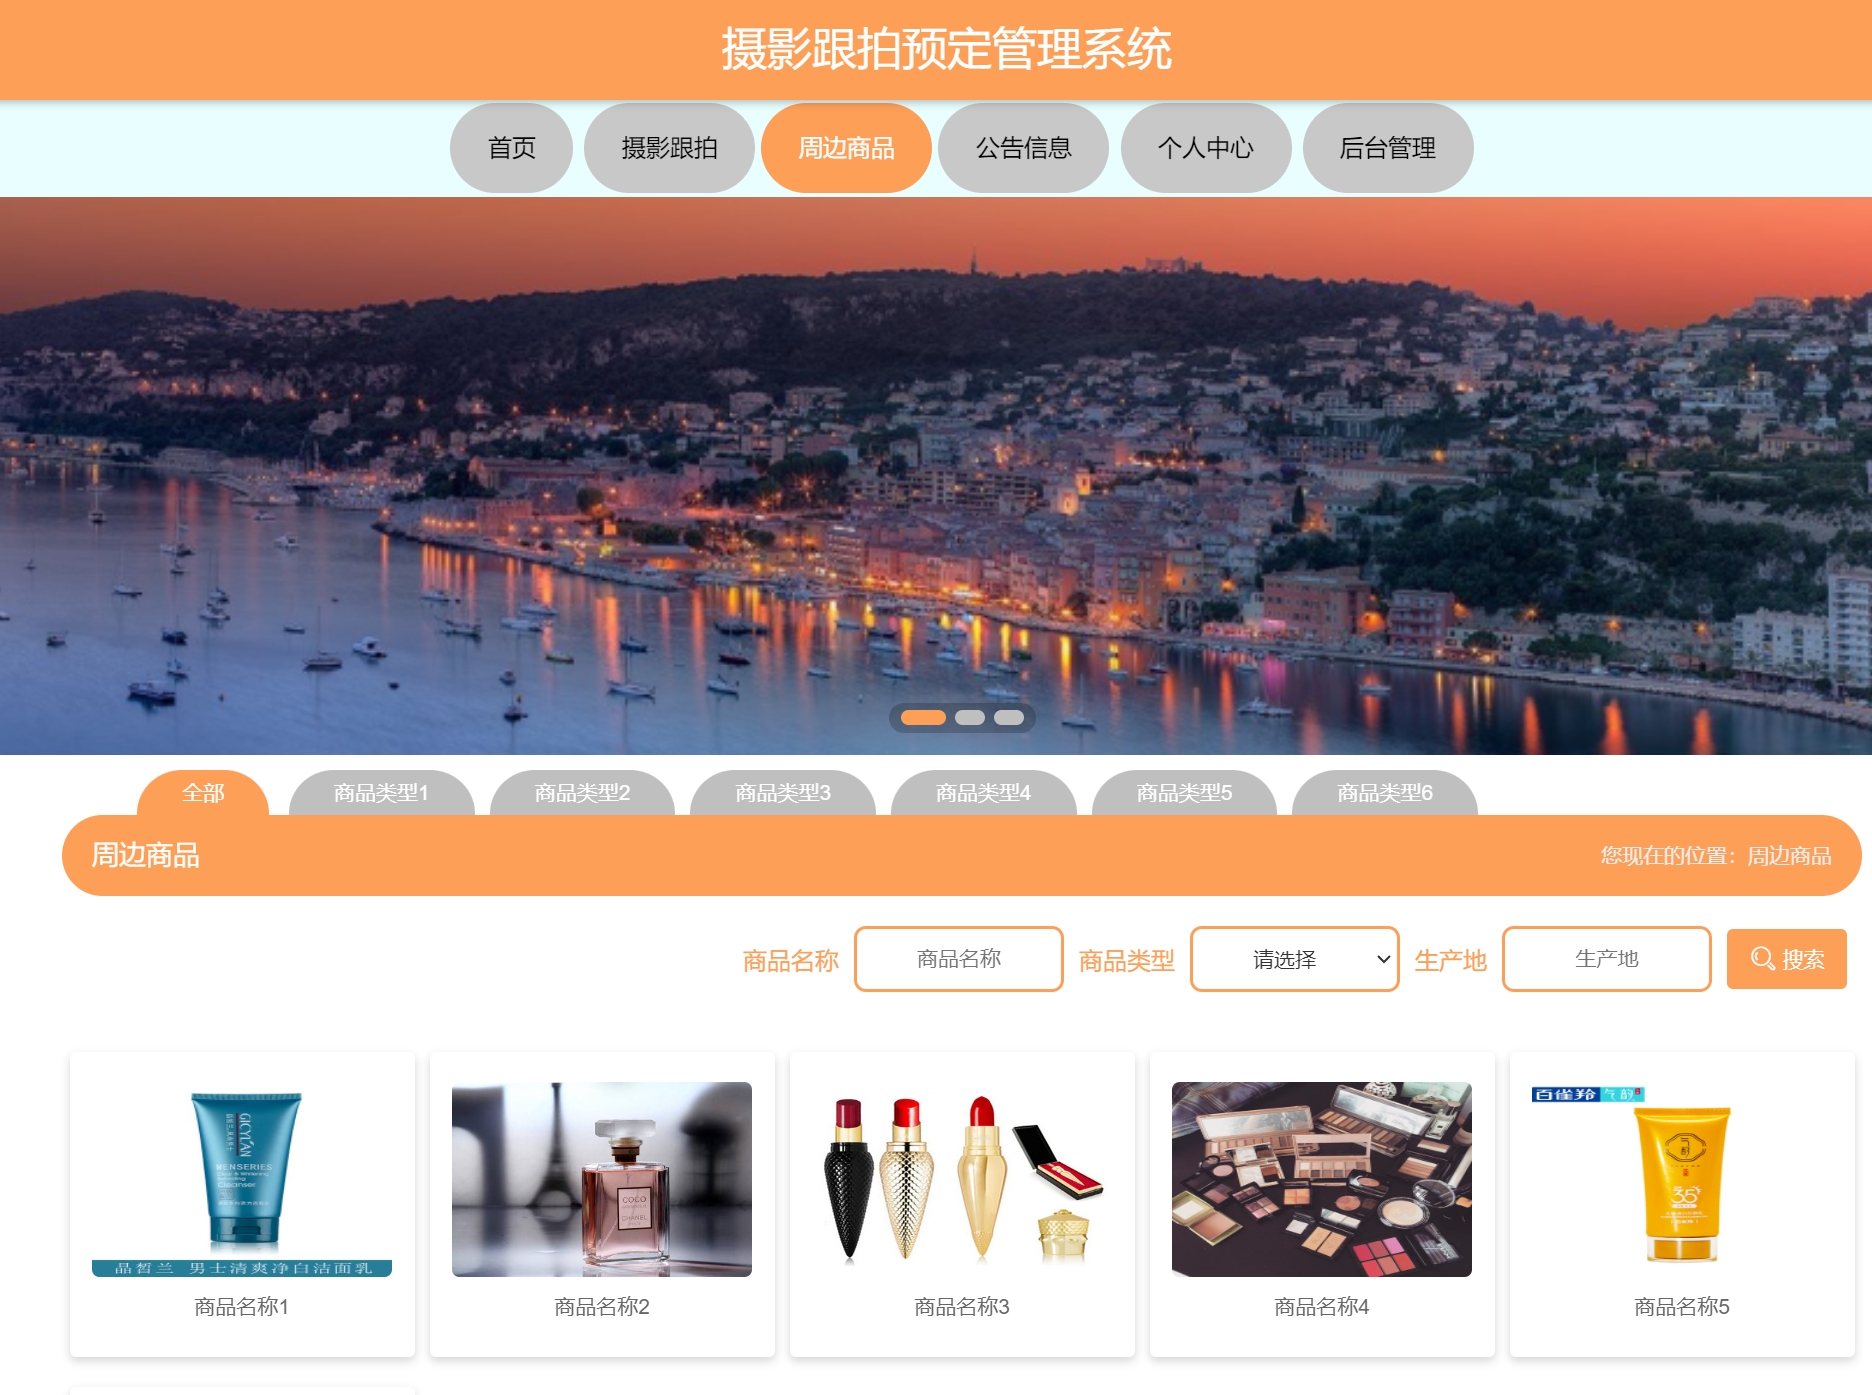 摄影跟拍预定管理系统
首页
摄影跟拍
周边商品
公告信息
个人中心
后台管理
全部
商品类型1
商品类型2
商品类型3
商品类型4
商品类型5
商品类型6
周边商品
您现在的位置：周边商品
商品名称
商品名称
商品类型
请选择
生产地
生产地
搜索
GICYLAN
MENSERIES
Cleanser
晶皙兰 男士清爽净白洁面乳
COCO
CHANEL
百雀羚 气韵
35
商品名称1
商品名称2
商品名称3
商品名称4
商品名称5